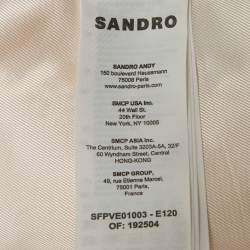 SANDRO
SANDRO ANDY
150 boulevard Haussmann
75008 Paris
www.sandro-paris.com
SMCP USA Inc.
44 Wall St.
20th Floor
New York, NY 10005
SMCP ASIA Inc.
The Centrium, Suite 3203A-5A, 32/F
60 Wyndham Street, Central
HONG-KONG
SMCP GROUP,
49, rue Etienne Marcel,
75001 Paris,
France
SFPVE01003 - E120
OF: 192504